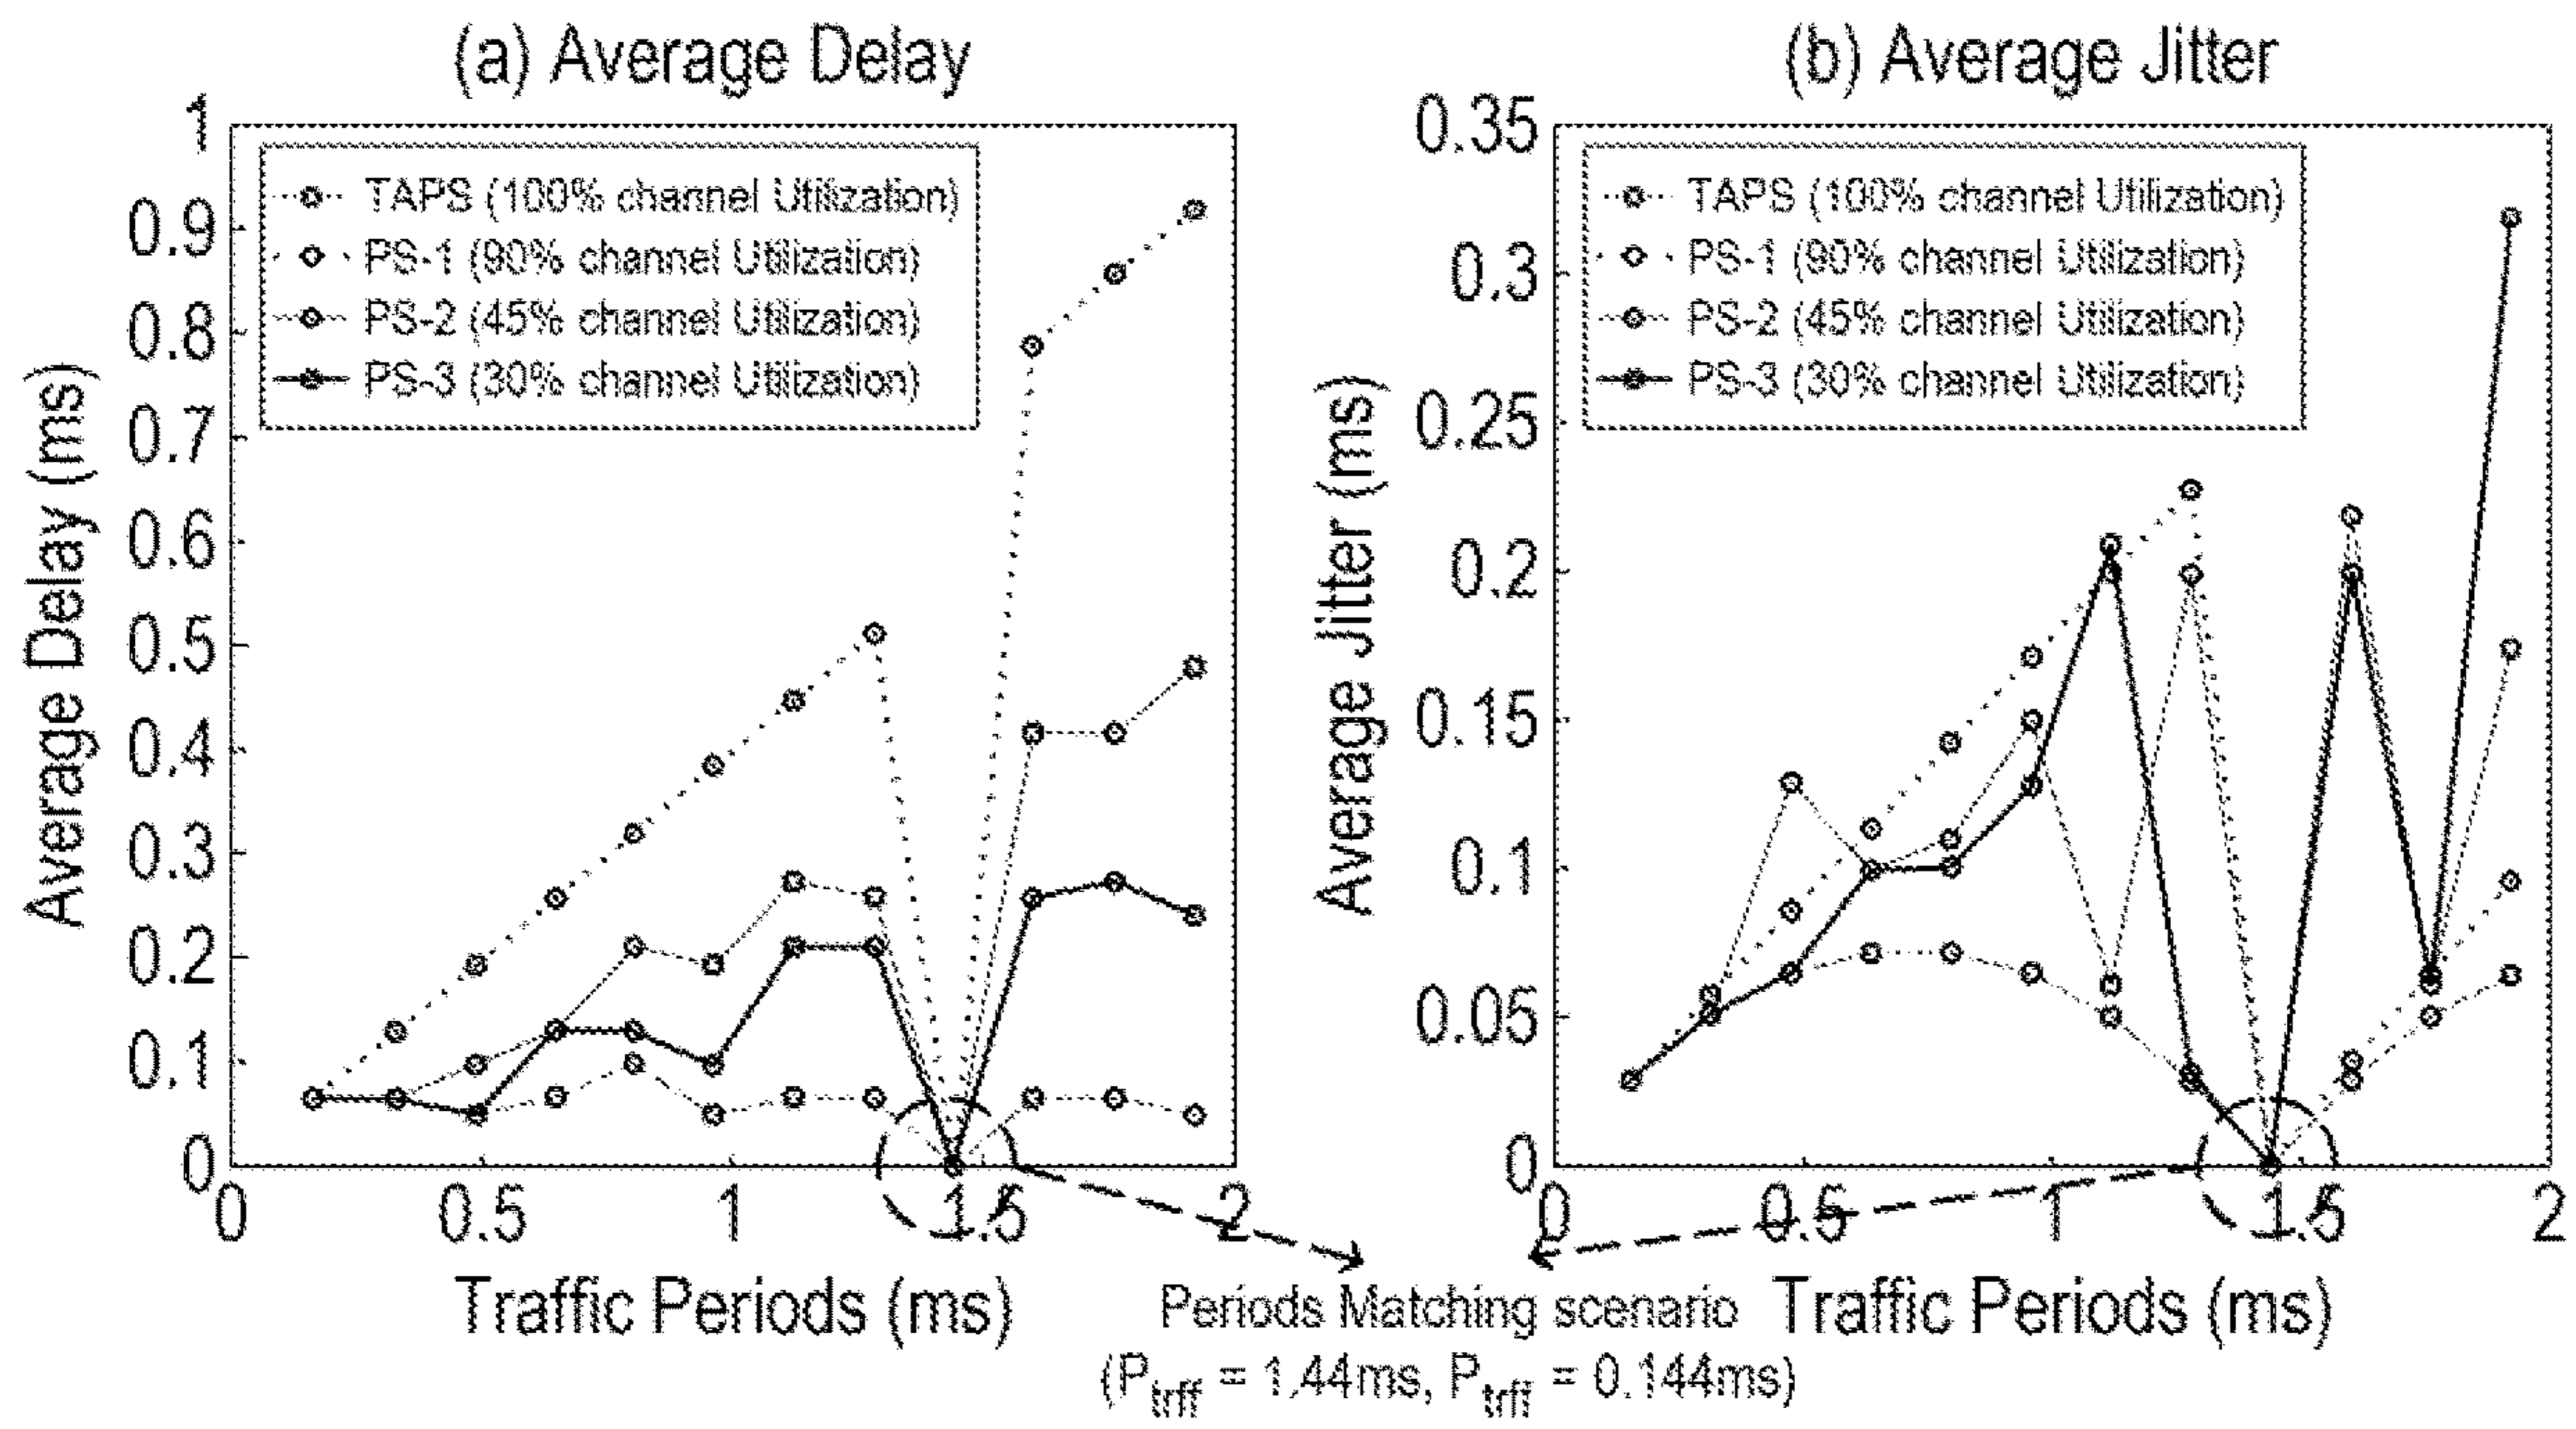 (a) Average Delay
1
0.9
0.8
0.7
0.6
0.5
0.4
0.3
0.2
0.1
0
Average Delay (ms)
TAPS (100% channel Utilization)
PS-1 (90% channel Utilization)
PS-2 (45% channel Utilization)
PS-3 (30% channel Utilization)
0 0.5 1 1.5 2
Traffic Periods (ms)
(b) Average Jitter
0.35
0.3
0.25
0.2
0.15
0.1
0.05
0
Average Jitter (ms)
TAPS (100% channel Utilization)
PS-1 (90% channel Utilization)
PS-2 (45% channel Utilization)
PS-3 (30% channel Utilization)
0 0.5 1 1.5 2
Traffic Periods (ms)
Periods Matching scenario
(Ptrff = 1.44ms, Ptrff = 0.144ms)